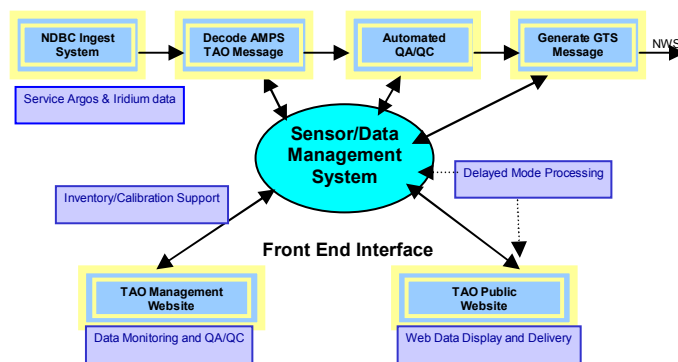 NDBC Ingest
System
Decode AMPS
TAO Message
Automated
QA/QC
Generate GTS
Message
NWS
Service Argos & Iridium data
Sensor/Data
Management
System
Delayed Mode Processing
Inventory/Calibration Support
Front End Interface
TAO Management
Website
TAO Public
Website
Data Monitoring and QA/QC
Web Data Display and Delivery